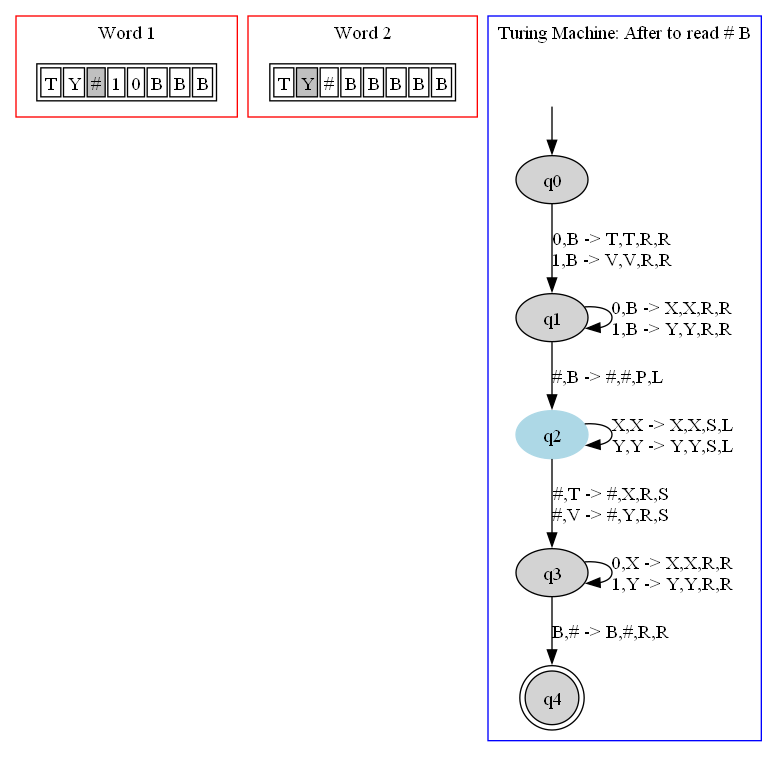 Word 1
T Y # 1 0 B B B
Word 2
T Y # B B B B B
Turing Machine: After to read # B
q0
0,B -> T,T,R,R
1,B -> V,V,R,R
q1
0,B -> X,X,R,R
1,B -> Y,Y,R,R
#,B -> #,#,P,L
q2
X,X -> X,X,S,L
Y,Y -> Y,Y,S,L
#,T -> #,X,R,S
#,V -> #,Y,R,S
q3
0,X -> X,X,R,R
1,Y -> Y,Y,R,R
B,# -> B,#,R,R
q4